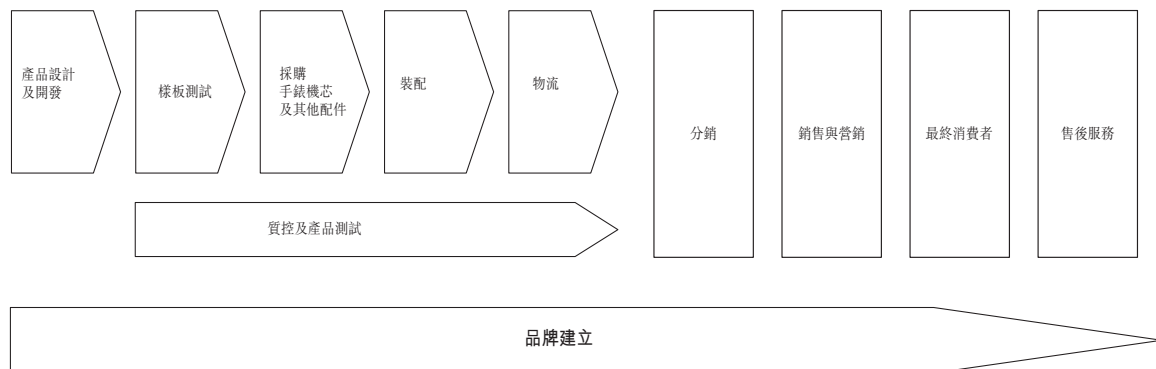 產品設計
及開發
樣板測試
採購
手錶機芯
及其他配件
裝配
物流
分銷
銷售與營銷
最終消費者
售後服務
質控及產品測試
品牌建立